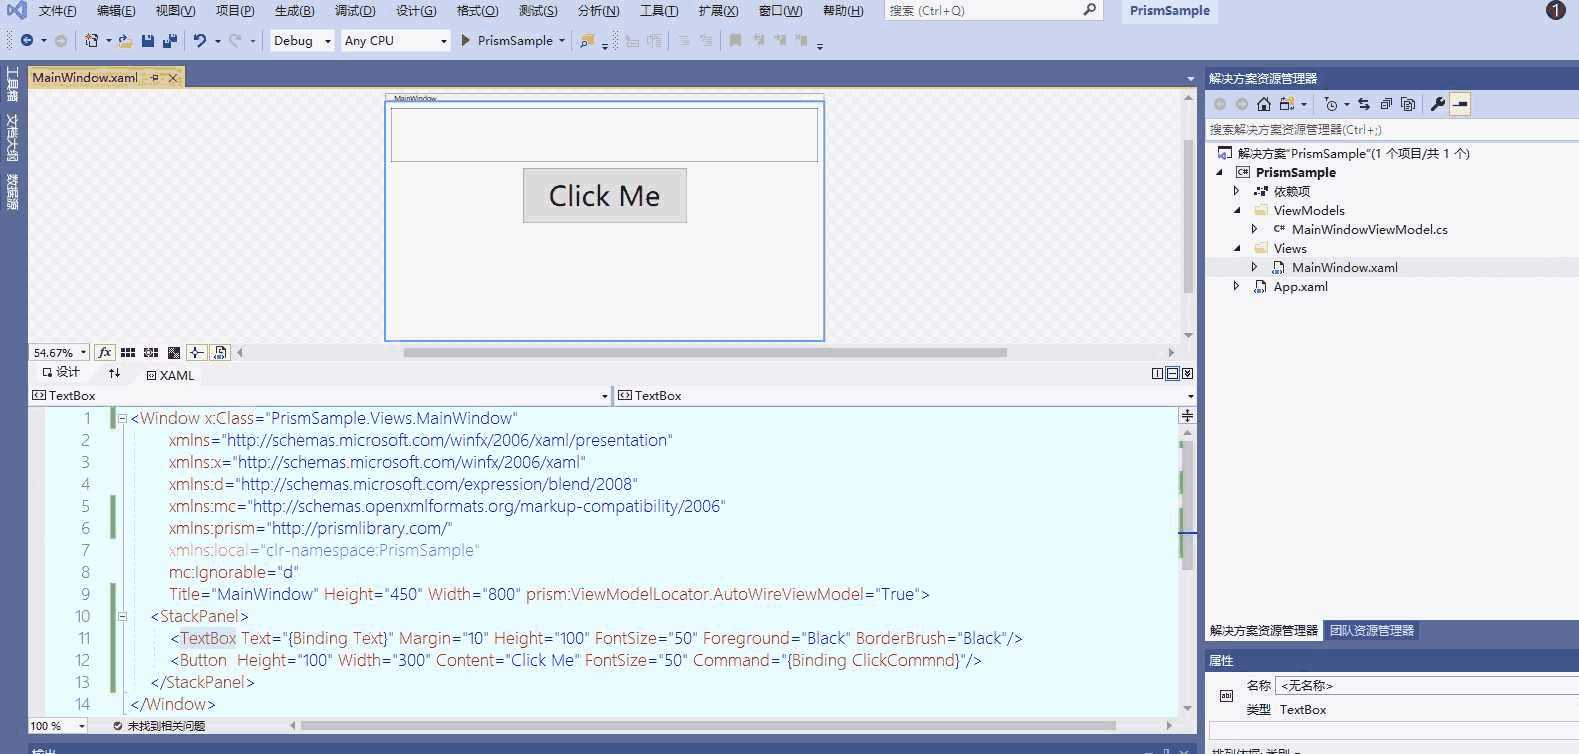 文件(F) 编辑(E) 视图(V) 项目(P) 生成(B) 调试(D) 设计(G) 格式(O) 测试(S) 分析(N) 工具(T) 扩展(X) 窗口(W) 帮助(H) 搜索 (Ctrl+Q) PrismSample 1
Debug Any CPU PrismSample
工具箱
文档大纲
数据源
MainWindow.xaml
MainWindow
Click Me
54.67% fx
设计 XAML
TextBox TextBox
1 <Window x:Class="PrismSample.Views.MainWindow"
2 xmlns="http://schemas.microsoft.com/winfx/2006/xaml/presentation"
3 xmlns:x="http://schemas.microsoft.com/winfx/2006/xaml"
4 xmlns:d="http://schemas.microsoft.com/expression/blend/2008"
5 xmlns:mc="http://schemas.openxmlformats.org/markup-compatibility/2006"
6 xmlns:prism="http://prismlibrary.com/"
7 xmlns:local="clr-namespace:PrismSample"
8 mc:Ignorable="d"
9 Title="MainWindow" Height="450" Width="800" prism:ViewModelLocator.AutoWireViewModel="True">
10 <StackPanel>
11 <TextBox Text="{Binding Text}" Margin="10" Height="100" FontSize="50" Foreground="Black" BorderBrush="Black"/>
12 <Button Height="100" Width="300" Content="Click Me" FontSize="50" Command="{Binding ClickCommnd}"/>
13 </StackPanel>
14 </Window>
100 % 未找到相关问题
解决方案资源管理器
搜索解决方案资源管理器(Ctrl+;)
解决方案"PrismSample"(1 个项目/共 1 个)
C# PrismSample
依赖项
ViewModels
C# MainWindowViewModel.cs
Views
MainWindow.xaml
App.xaml
解决方案资源管理器 团队资源管理器
属性
名称 <无名称>
类型 TextBox